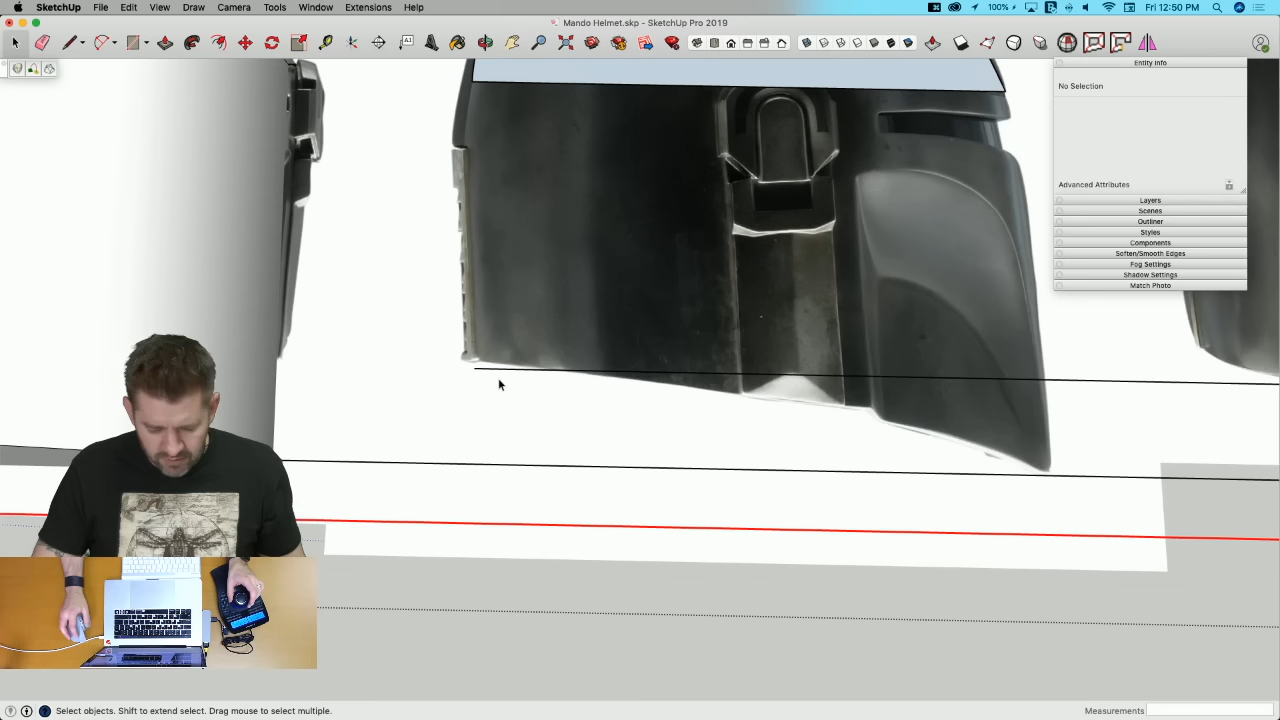 SketchUp File Edit View Draw Camera Tools Window Extensions Help
100% Fri 12:50 PM
Mando Helmet.skp - SketchUp Pro 2019
Entity Info
No Selection
Advanced Attributes
Layers
Scenes
Outliner
Styles
Components
Soften/Smooth Edges
Fog Settings
Shadow Settings
Match Photo
Select objects. Shift to extend select. Drag mouse to select multiple.
Measurements